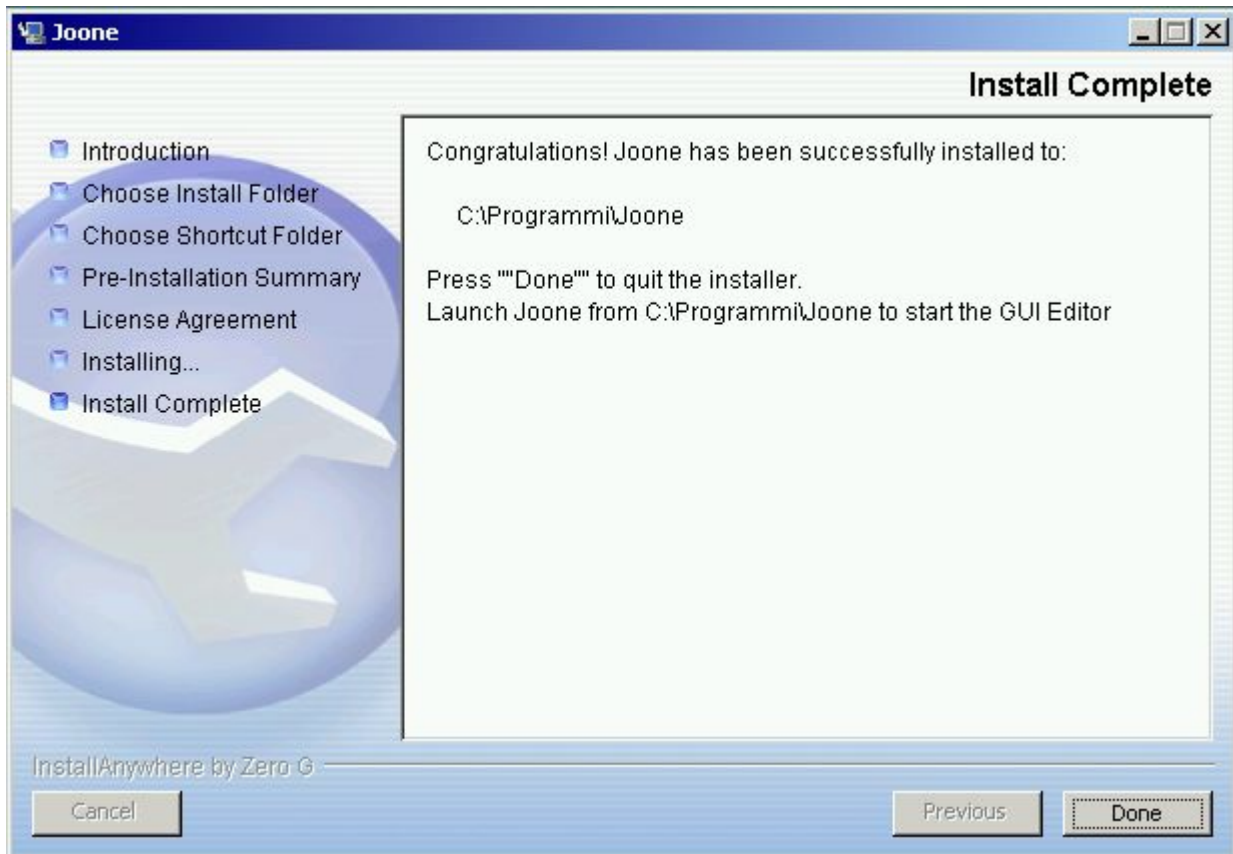 Joone
Install Complete
Introduction
Choose Install Folder
Choose Shortcut Folder
Pre-Installation Summary
License Agreement
Installing...
Install Complete
Congratulations! Joone has been successfully installed to:
C:\Programmi\Joone
Press ""Done"" to quit the installer.
Launch Joone from C:\Programmi\Joone to start the GUI Editor
InstallAnywhere by Zero G
Cancel
Previous
Done